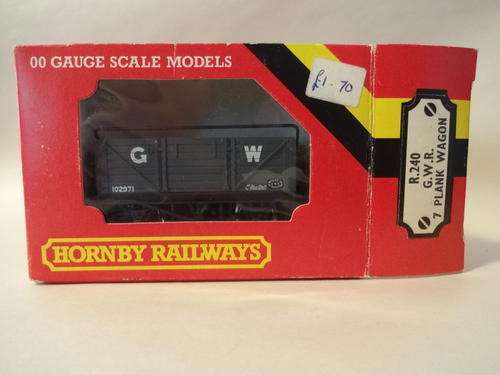 00 GAUGE SCALE MODELS
£1-70
G W
102971
HORNBY RAILWAYS
R.240
G.W.R.
7 PLANK WAGON